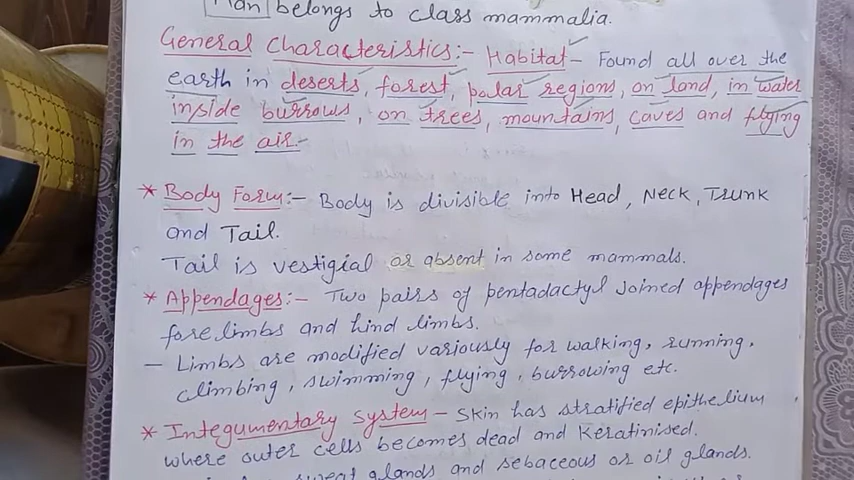 Man belongs to class mammalia.
General Characteristics:- Habitat - Found all over the
earth in deserts, forest, polar regions, on land, in water
inside burrows, on trees, mountains, caves and flying
in the air.-
* Body Form:- Body is divisible into Head, Neck, Trunk
and Tail.
Tail is vestigial or absent in some mammals.
* Appendages:- Two pairs of pentadactyl joined appendages
forelimbs and hind limbs.
- Limbs are modified variously for walking, running,
climbing, swimming, flying, burrowing etc.
* Integumentary System - Skin has stratified epithelium
where outer cells becomes dead and Keratinised.
sweat glands and sebaceous or oil glands.